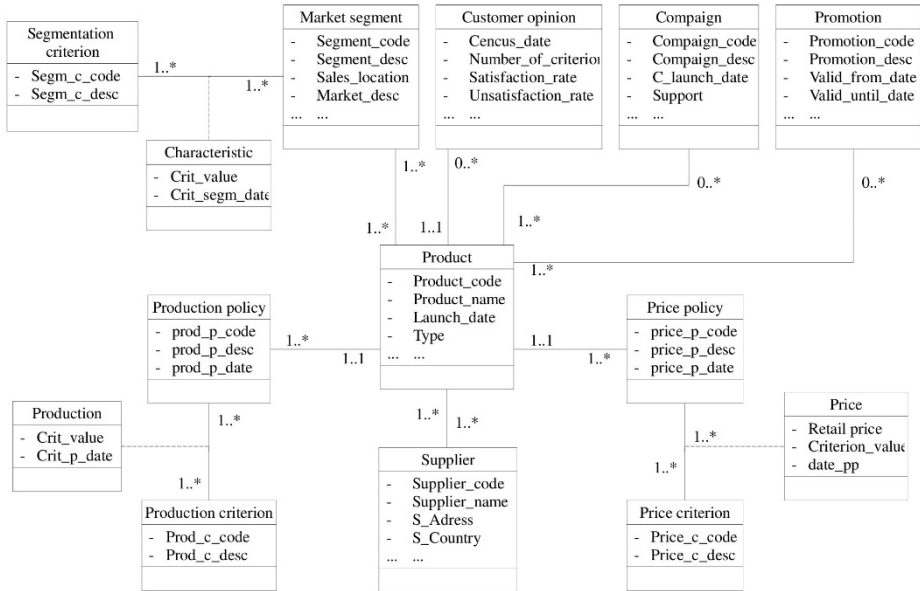 Segmentation
criterion
- Segm_c_code
- Segm_c_desc
1..*
1..*
Market segment
- Segment_code
- Segment_desc
- Sales_location
- Market_desc
... ...
Customer opinion
- Cencus_date
- Number_of_criterion
- Satisfaction_rate
- Unsatisfaction_rate
... ...
Compaign
- Compaign_code
- Compaign_desc
- C_launch_date
- Support
... ...
Promotion
- Promotion_code
- Promotion_desc
- Valid_from_date
- Valid_until_date
... ...
Characteristic
- Crit_value
- Crit_segm_date
1..*
0..*
0..*
0..*
1..*
1..1
1..*
1..*
Product
- Product_code
- Product_name
- Launch_date
- Type
... ...
Production policy
- prod_p_code
- prod_p_desc
- prod_p_date
1..*
1..1
1..1
1..*
Price policy
- price_p_code
- price_p_desc
- price_p_date
Production
- Crit_value
- Crit_p_date
1..*
1..*
1..*
1..*
1..*
1..*
Price
- Retail price
- Criterion_value
- date_pp
Supplier
- Supplier_code
- Supplier_name
- S_Adress
- S_Country
... ...
Production criterion
- Prod_c_code
- Prod_c_desc
Price criterion
- Price_c_code
- Price_c_desc